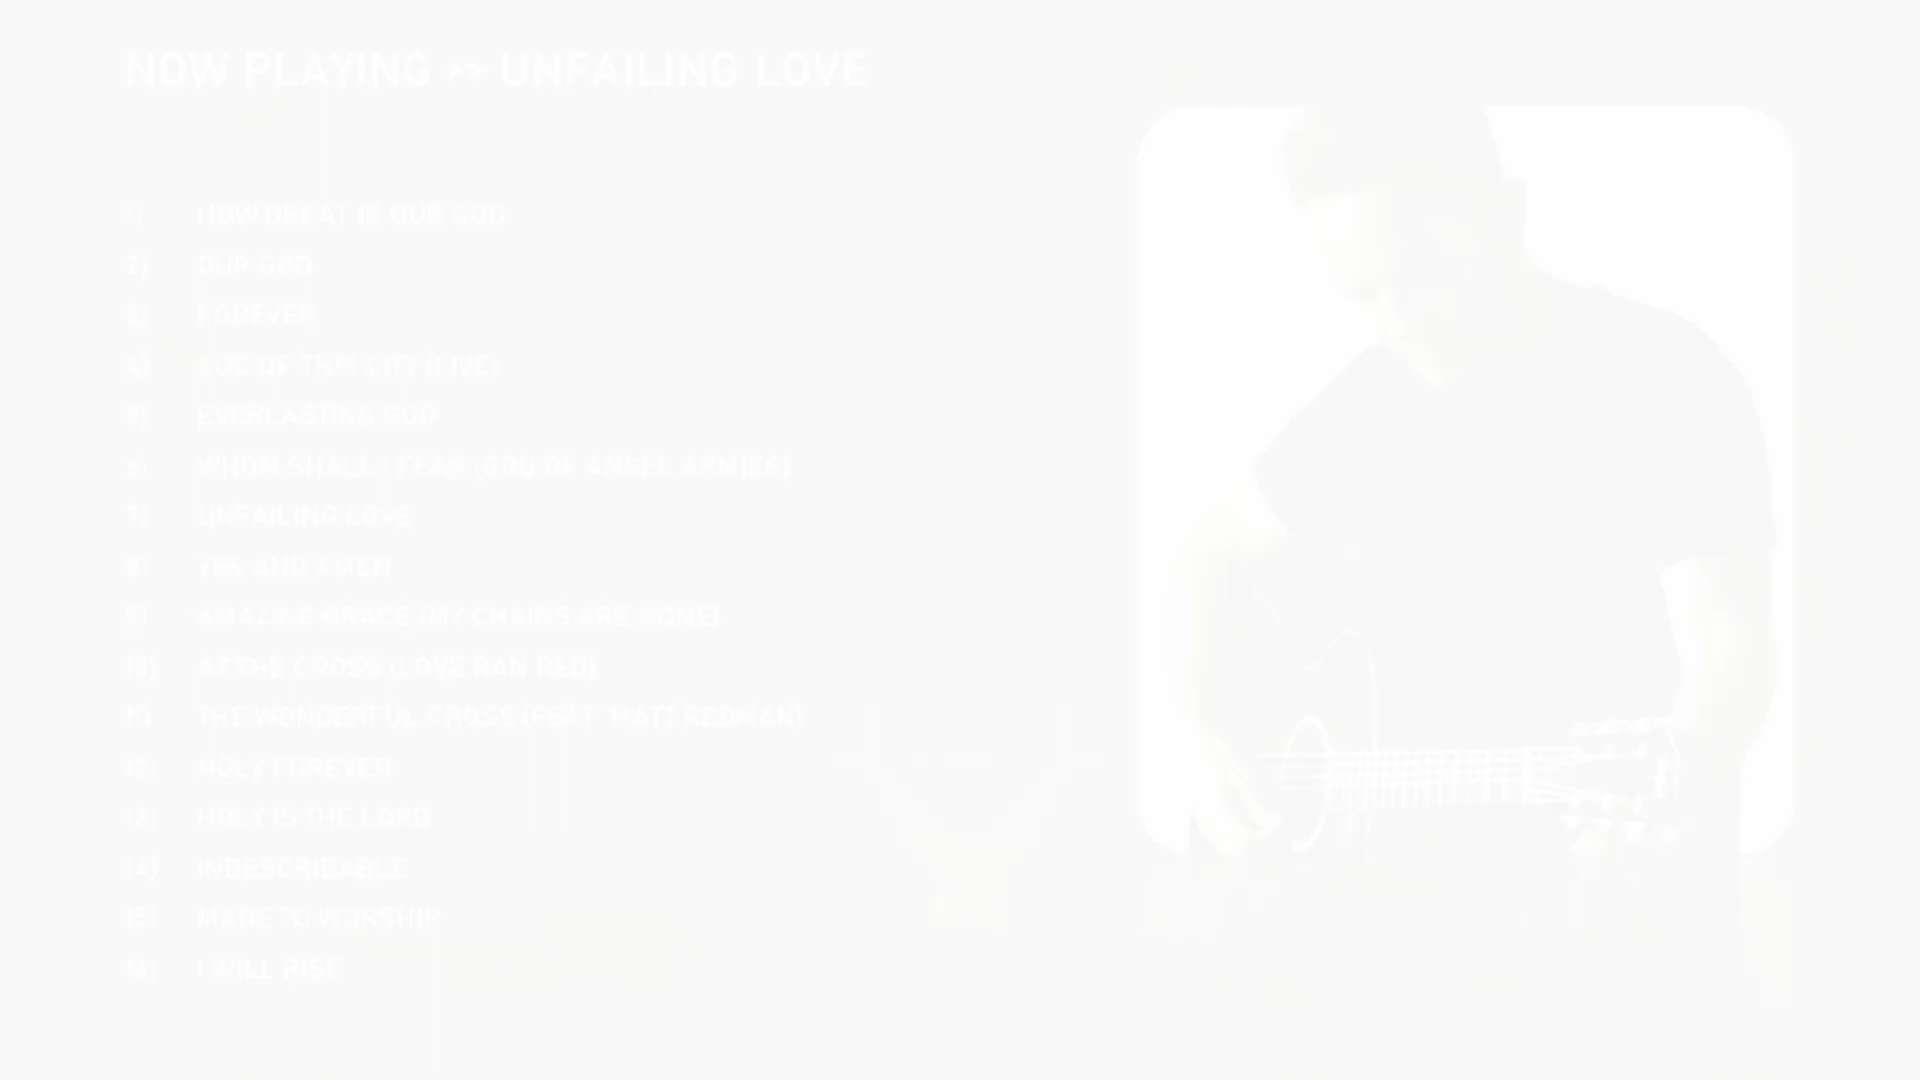 NOW PLAYING >> UNFAILING LOVE
1) HOW GREAT IS OUR GOD
2) OUR GOD
3) FOREVER
4) GOD OF THIS CITY (LIVE)
5) EVERLASTING GOD
6) WHOM SHALL I FEAR (GOD OF ANGEL ARMIES)
7) UNFAILING LOVE
8) YES AND AMEN
9) AMAZING GRACE (MY CHAINS ARE GONE)
10) AT THE CROSS (LOVE RAN RED)
11) THE WONDERFUL CROSS (FEAT. MATT REDMAN)
12) HOLY FOREVER
13) HOLY IS THE LORD
14) INDESCRIBABLE
15) MADE TO WORSHIP
16) I WILL RISE